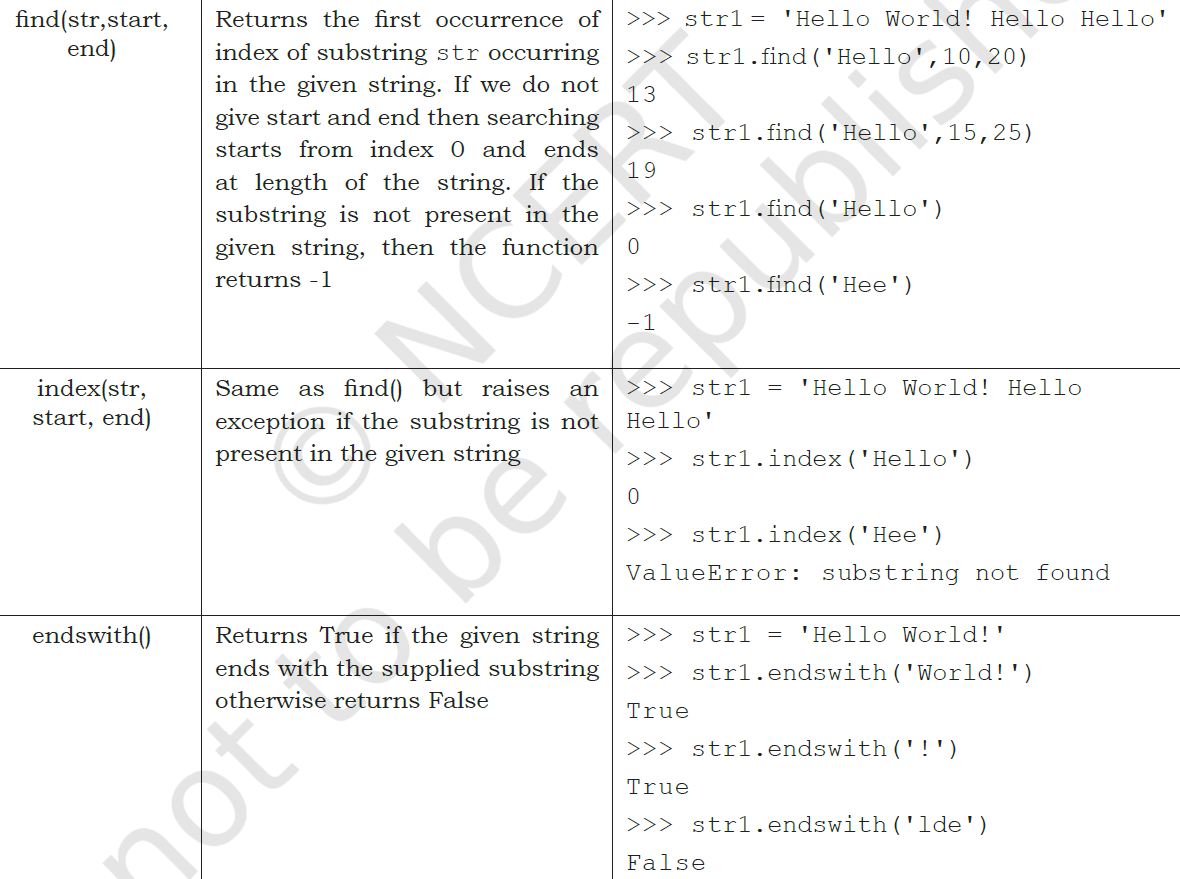 find(str,start,
end)
Returns the first occurrence of
index of substring str occurring
in the given string. If we do not
give start and end then searching
starts from index 0 and ends
at length of the string. If the
substring is not present in the
given string, then the function
returns -1
>>> str1 = 'Hello World! Hello Hello'
>>> str1.find('Hello',10,20)
13
>>> str1.find('Hello',15,25)
19
>>> str1.find('Hello')
0
>>> str1.find('Hee')
-1
index(str,
start, end)
Same as find() but raises an
exception if the substring is not
present in the given string
>>> str1 = 'Hello World! Hello
Hello'
>>> str1.index('Hello')
0
>>> str1.index('Hee')
ValueError: substring not found
endswith()
Returns True if the given string
ends with the supplied substring
otherwise returns False
>>> str1 = 'Hello World!'
>>> str1.endswith('World!')
True
>>> str1.endswith('!')
True
>>> str1.endswith('lde')
False
© NCERT
not to be republishe